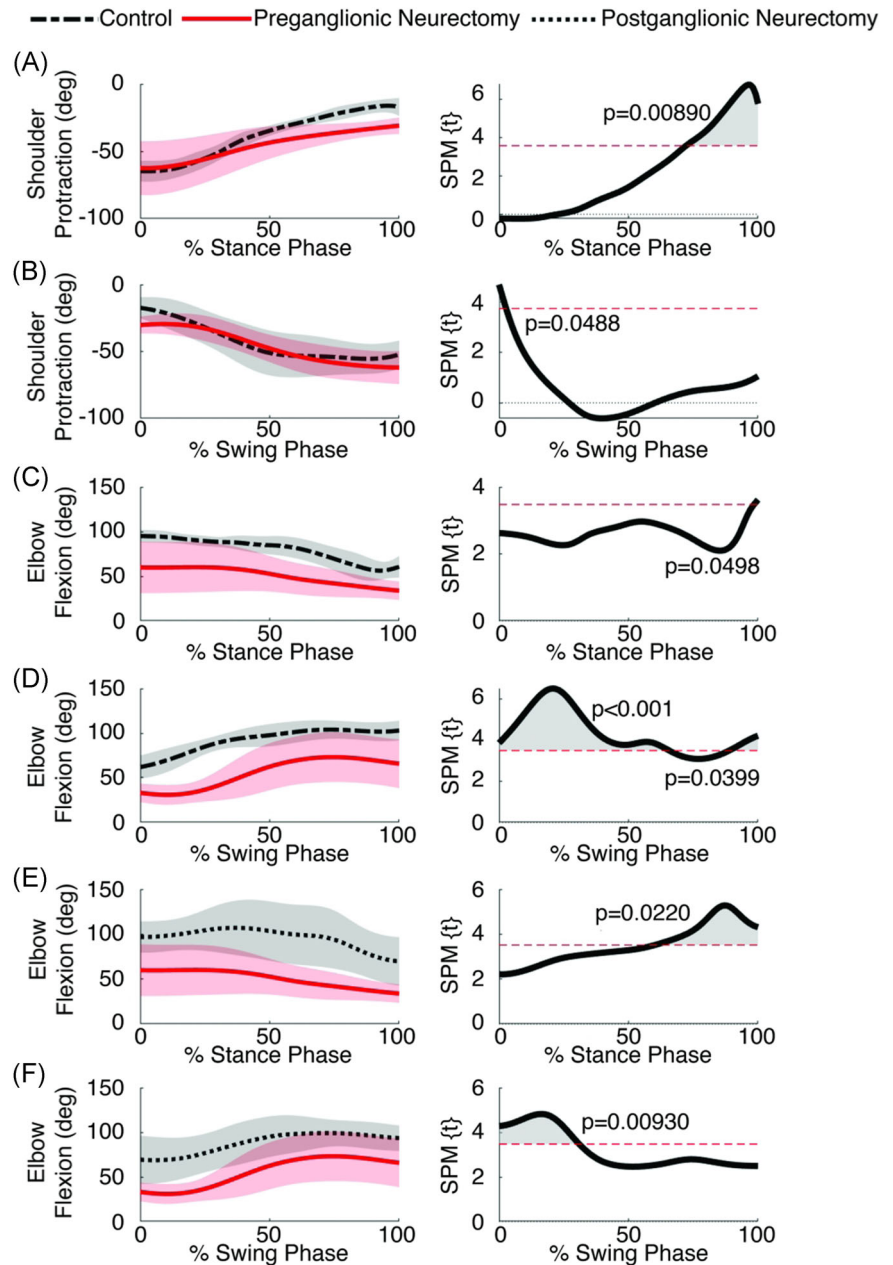 Control Preganglionic Neurectomy Postganglionic Neurectomy
(A)
Shoulder
Protraction (deg)
0
-50
-100
0 50 100
% Stance Phase
SPM {t}
6
4
2
0
p=0.00890
0 50 100
% Stance Phase
(B)
Shoulder
Protraction (deg)
0
-50
-100
0 50 100
% Swing Phase
SPM {t}
4
2
0
p=0.0488
0 50 100
% Swing Phase
(C)
Elbow
Flexion (deg)
150
100
50
0
0 50 100
% Stance Phase
SPM {t}
4
2
0
p=0.0498
0 50 100
% Stance Phase
(D)
Elbow
Flexion (deg)
150
100
50
0
0 50 100
% Swing Phase
SPM {t}
6
4
2
0
p<0.001
p=0.0399
0 50 100
% Swing Phase
(E)
Elbow
Flexion (deg)
150
100
50
0
0 50 100
% Stance Phase
SPM {t}
6
4
2
0
p=0.0220
0 50 100
% Stance Phase
(F)
Elbow
Flexion (deg)
150
100
50
0
0 50 100
% Swing Phase
SPM {t}
6
4
2
0
p=0.00930
0 50 100
% Swing Phase